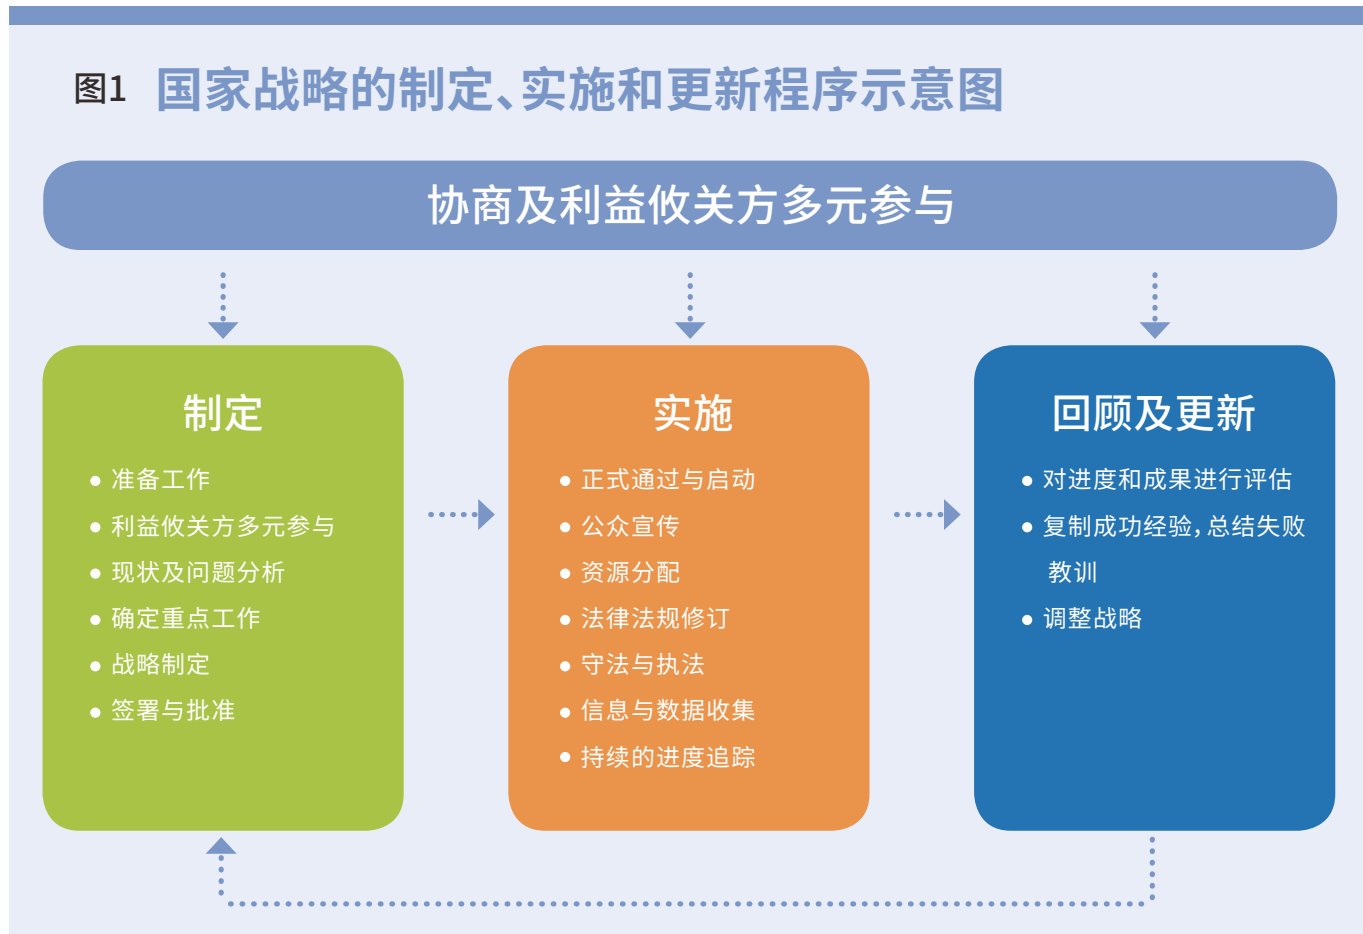 图1 国家战略的制定、实施和更新程序示意图
协商及利益攸关方多元参与
制定
● 准备工作
● 利益攸关方多元参与
● 现状及问题分析
● 确定重点工作
● 战略制定
● 签署与批准
实施
● 正式通过与启动
● 公众宣传
● 资源分配
● 法律法规修订
● 守法与执法
● 信息与数据收集
● 持续的进度追踪
回顾及更新
● 对进度和成果进行评估
● 复制成功经验，总结失败
教训
● 调整战略